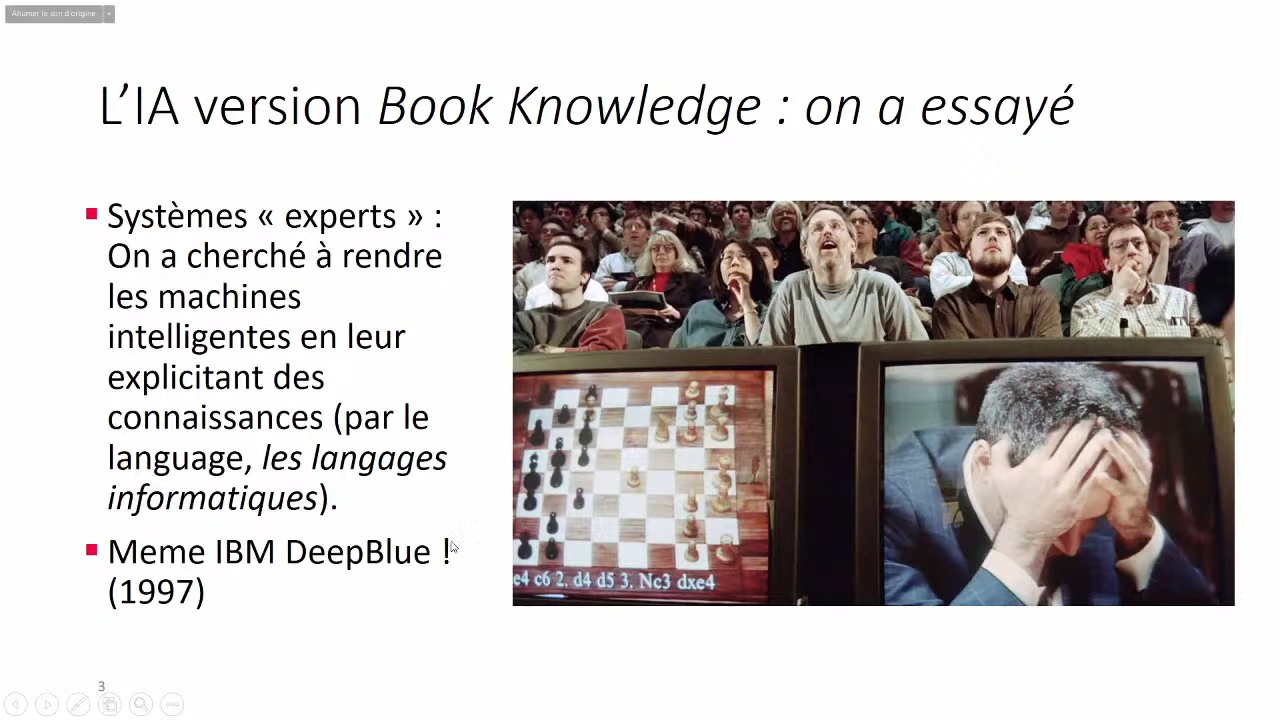 Allumer le son d'origine
L'IA version Book Knowledge : on a essayé
Systèmes « experts » :
On a cherché à rendre
les machines
intelligentes en leur
explicitant des
connaissances (par le
language, les langages
informatiques).
Meme IBM DeepBlue !
(1997)
e4 c6 2. d4 d5 3. Nc3 dxe4
3